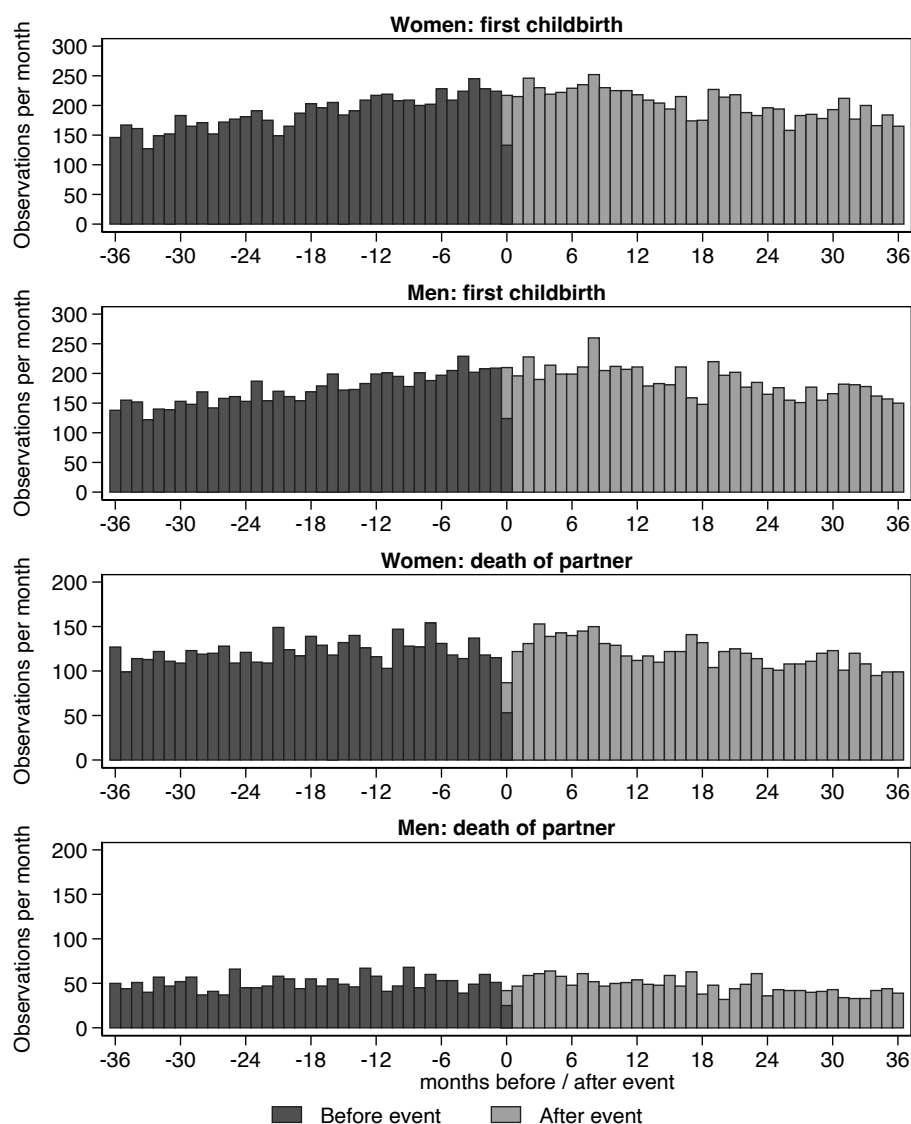 Women: first childbirth
Observations per month
300
250
200
150
100
50
0
-36 -30 -24 -18 -12 -6 0 6 12 18 24 30 36
Men: first childbirth
Observations per month
300
250
200
150
100
50
0
-36 -30 -24 -18 -12 -6 0 6 12 18 24 30 36
Women: death of partner
Observations per month
200
150
100
50
0
-36 -30 -24 -18 -12 -6 0 6 12 18 24 30 36
Men: death of partner
Observations per month
200
150
100
50
0
-36 -30 -24 -18 -12 -6 0 6 12 18 24 30 36
months before / after event
Before event After event